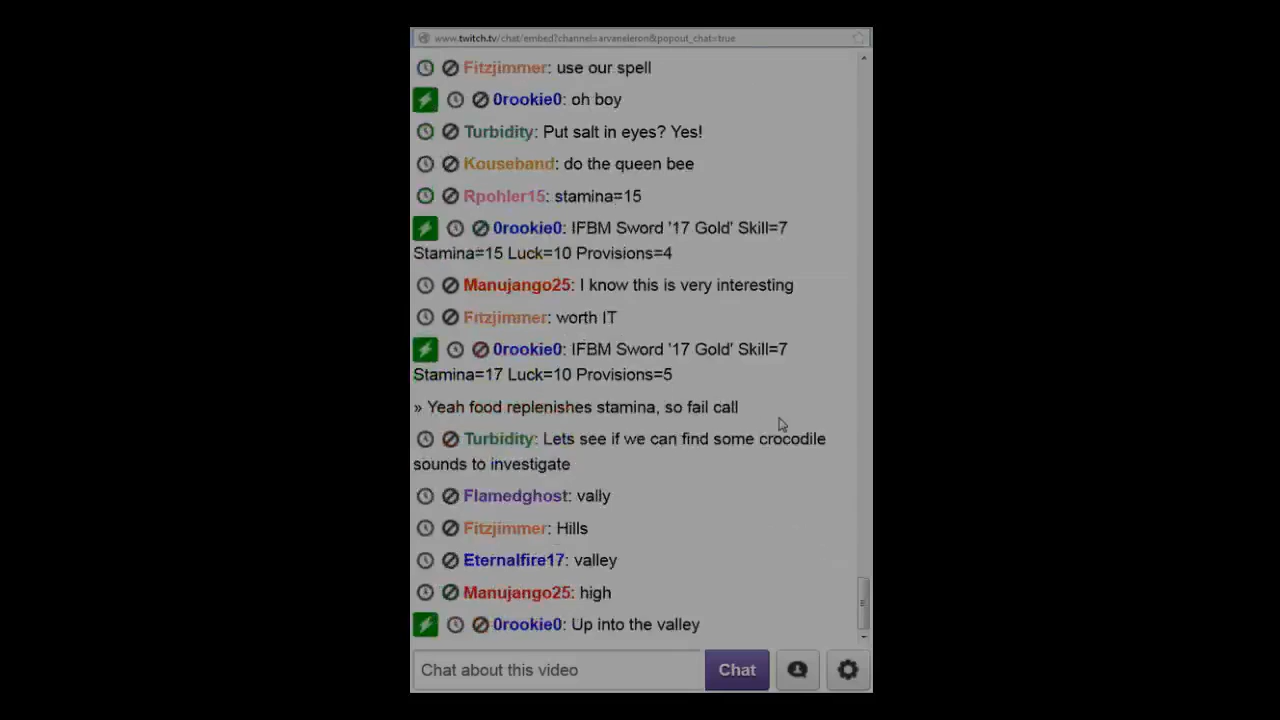 www.twitch.tv/chat/embed?channel=arvaneleron&popout_chat=true
Fitzjimmer: use our spell
0rookie0: oh boy
Turbidity: Put salt in eyes? Yes!
Kouseband: do the queen bee
Rpohler15: stamina=15
0rookie0: IFBM Sword '17 Gold' Skill=7
Stamina=15 Luck=10 Provisions=4
Manujango25: I know this is very interesting
Fitzjimmer: worth IT
0rookie0: IFBM Sword '17 Gold' Skill=7
Stamina=17 Luck=10 Provisions=5
» Yeah food replenishes stamina, so fail call
Turbidity: Lets see if we can find some crocodile
sounds to investigate
Flamedghost: vally
Fitzjimmer: Hills
Eternalfire17: valley
Manujango25: high
0rookie0: Up into the valley
Chat about this video
Chat